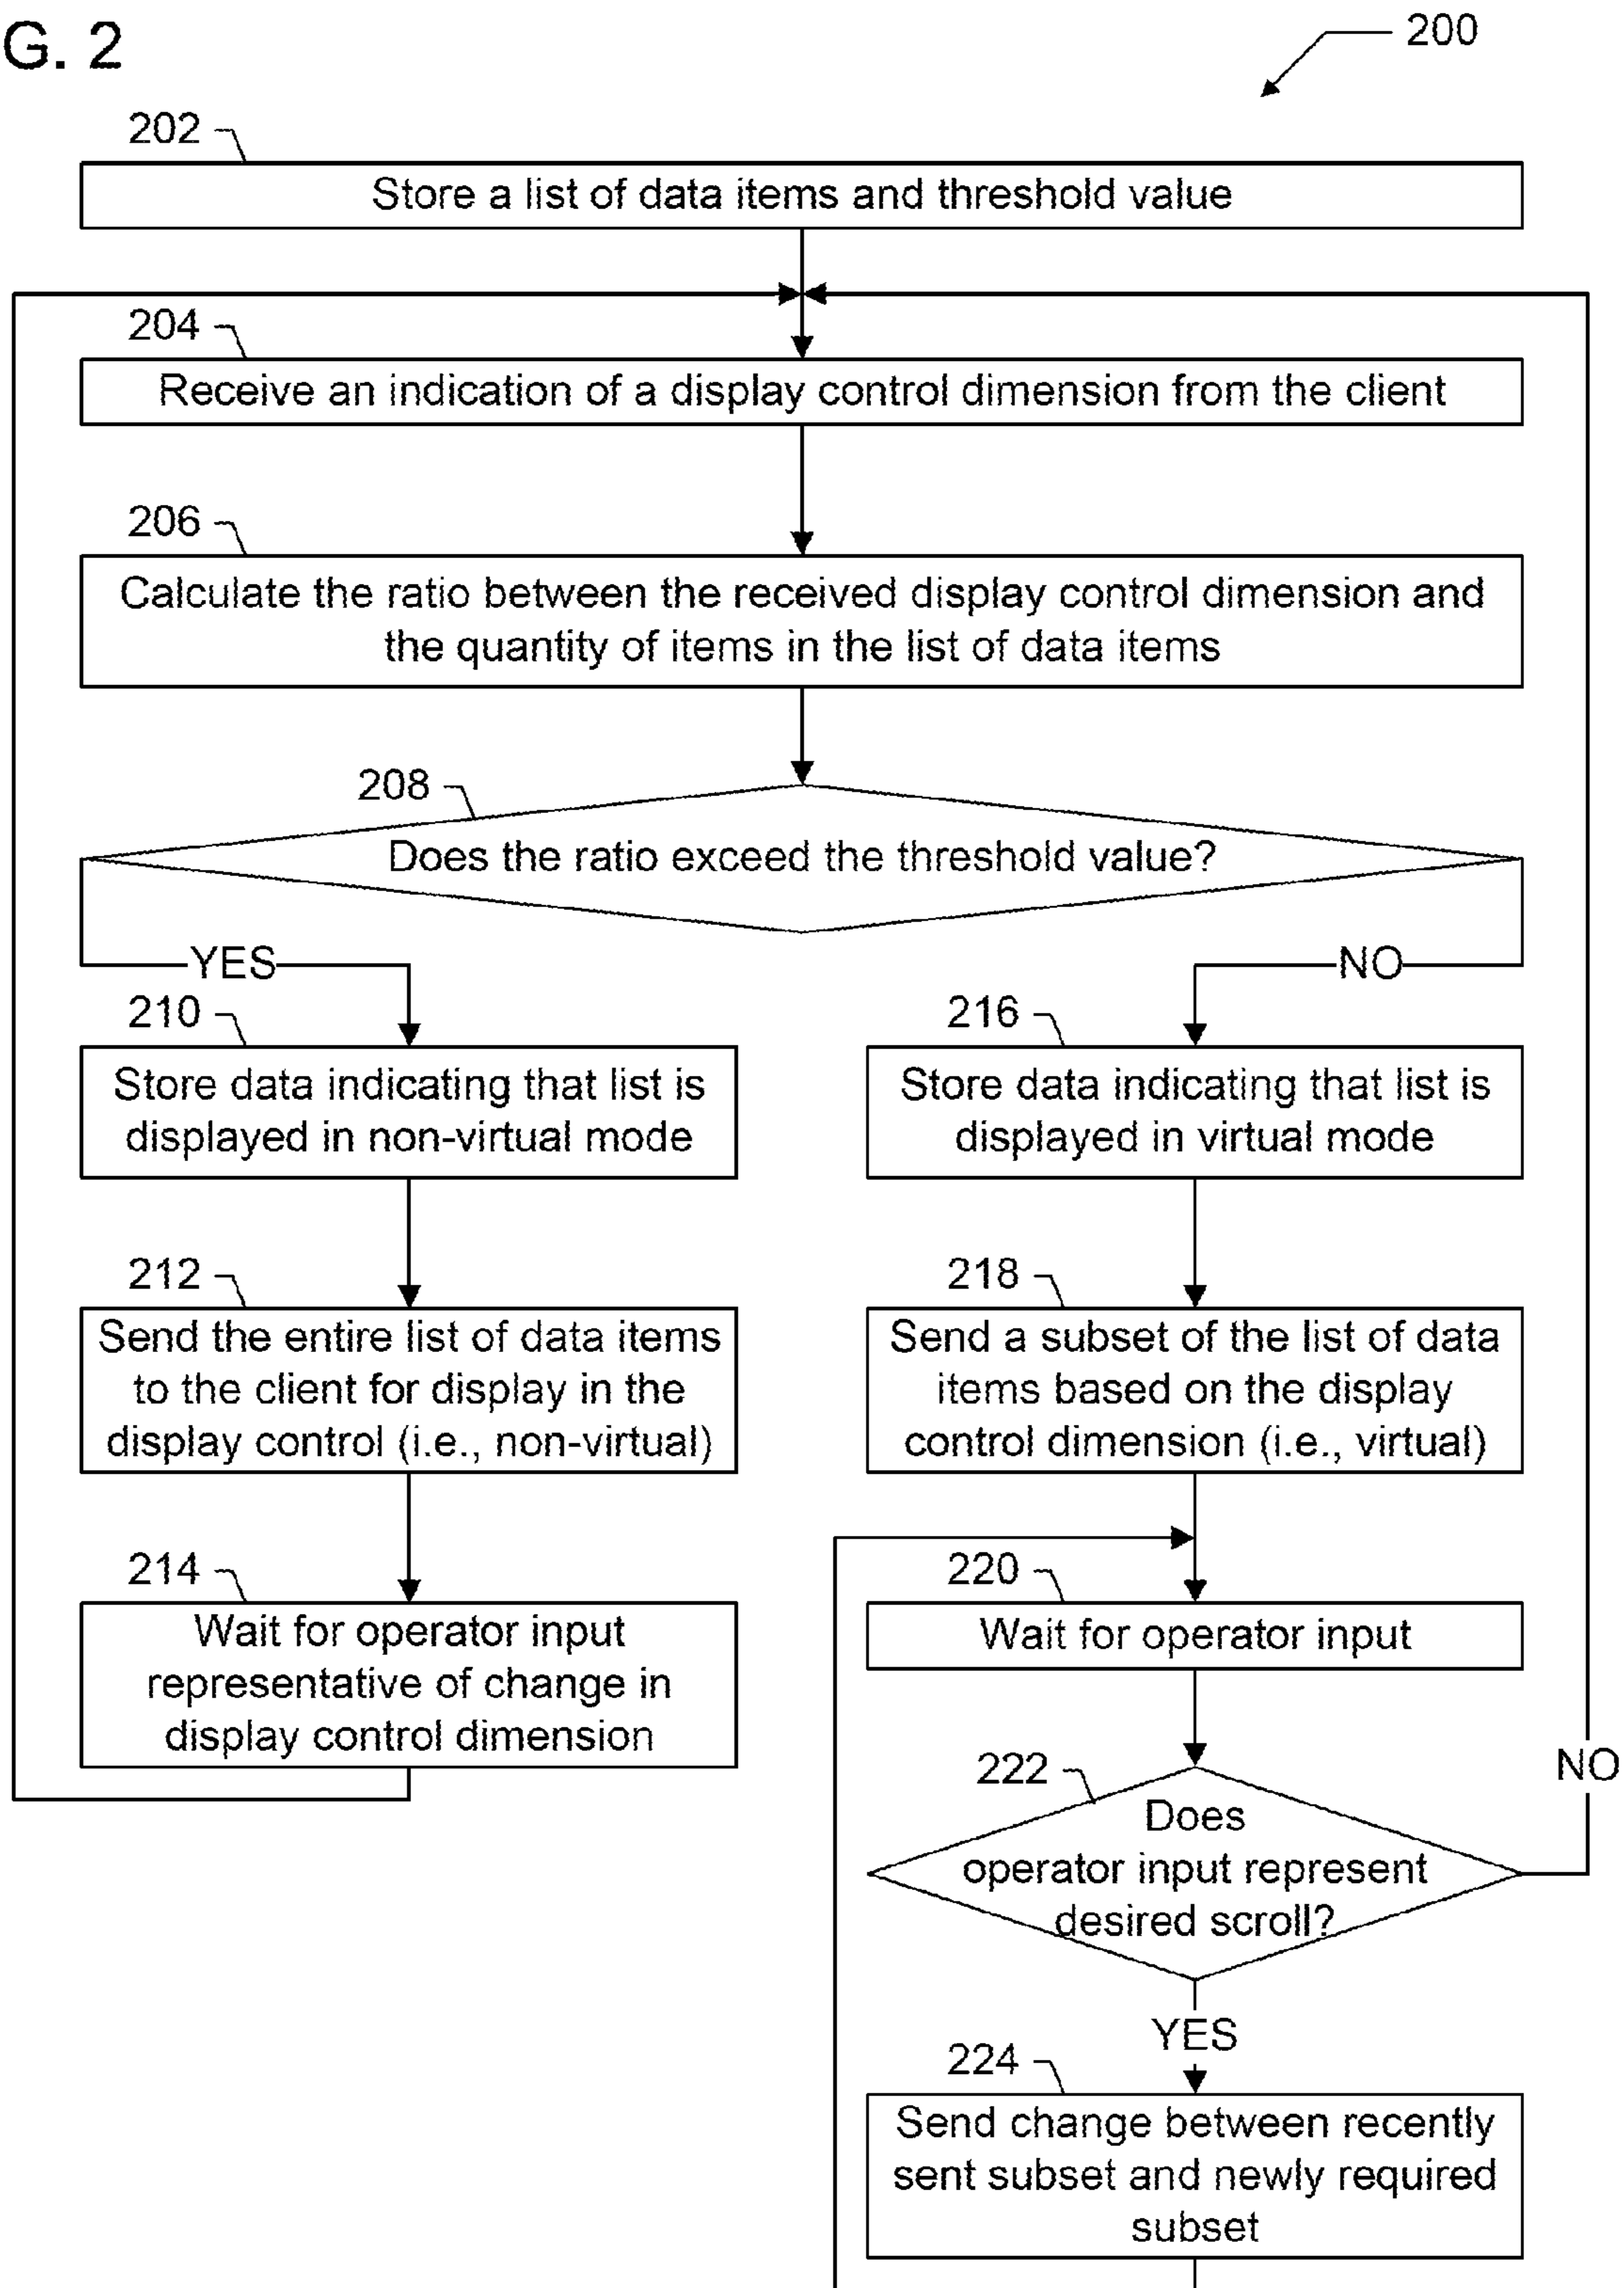 G. 2
200
202
Store a list of data items and threshold value
204
Receive an indication of a display control dimension from the client
206
Calculate the ratio between the received display control dimension and
the quantity of items in the list of data items
208
Does the ratio exceed the threshold value?
YES
NO
210
Store data indicating that list is
displayed in non-virtual mode
216
Store data indicating that list is
displayed in virtual mode
212
Send the entire list of data items
to the client for display in the
display control (i.e., non-virtual)
218
Send a subset of the list of data
items based on the display
control dimension (i.e., virtual)
214
Wait for operator input
representative of change in
display control dimension
220
Wait for operator input
222
Does
operator input represent
desired scroll?
NO
YES
224
Send change between recently
sent subset and newly required
subset